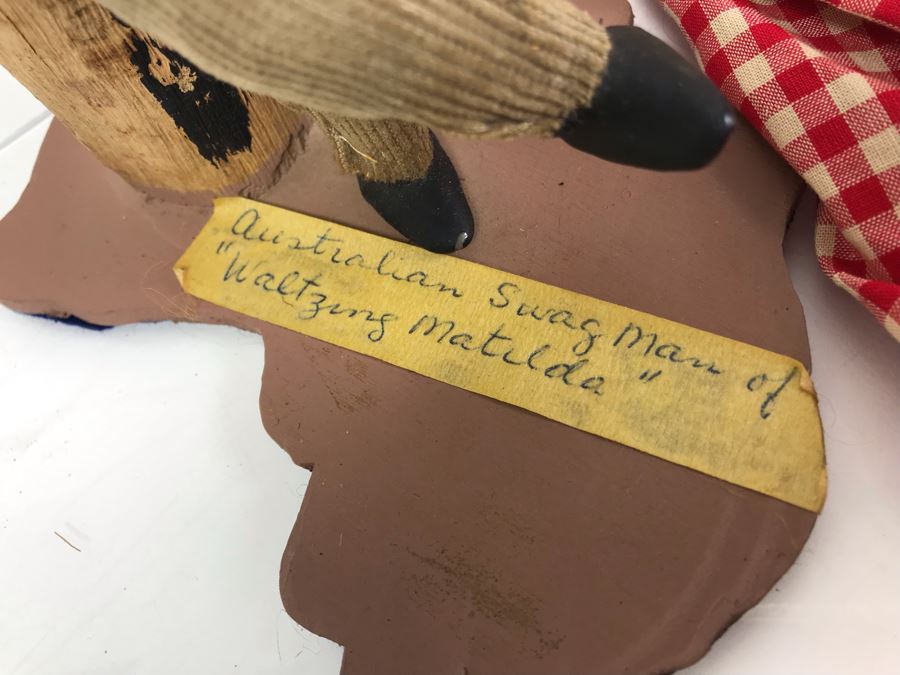 Australian Swag Man of
"Waltzing Matilda"